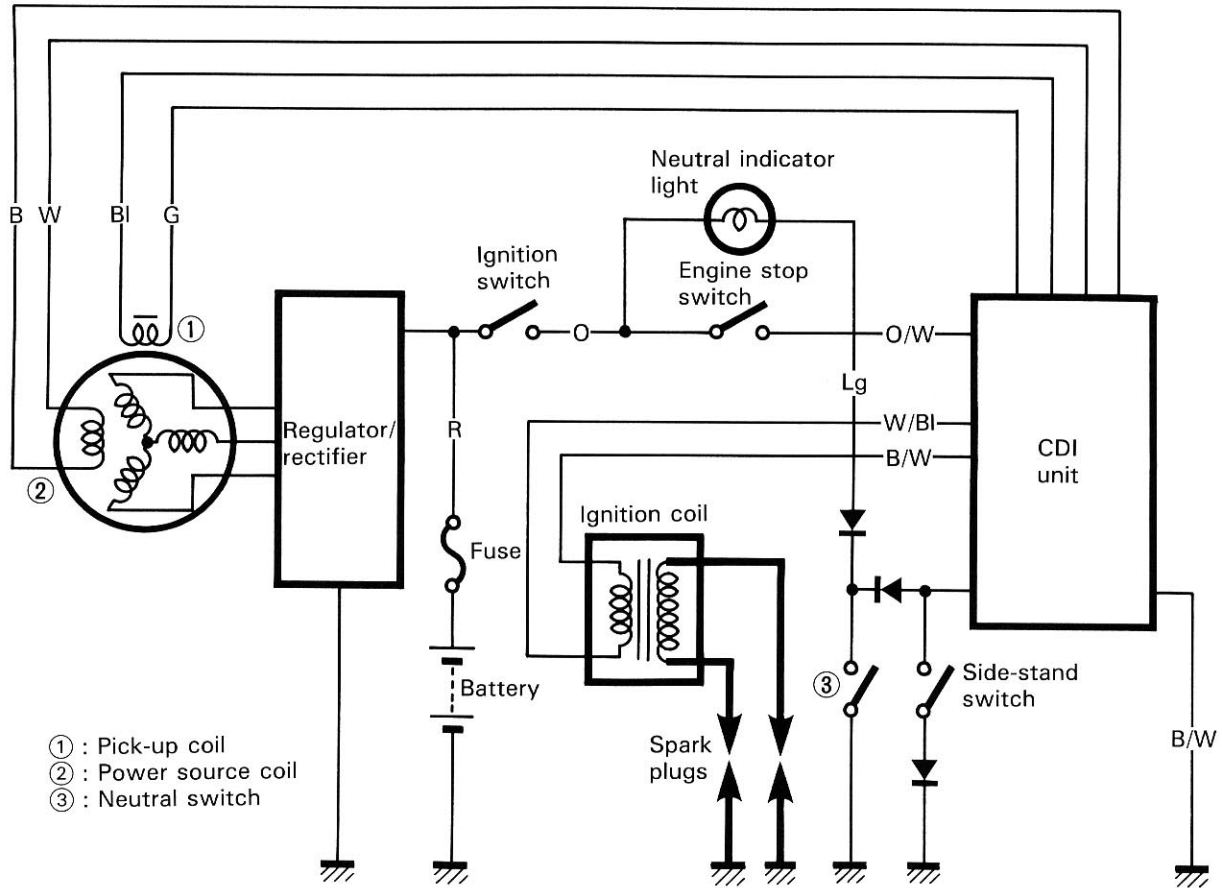 B W Bl G
Neutral indicator
light
Ignition
switch
Engine stop
switch
①
O
O/W
Lg
Regulator/
rectifier
R
W/Bl
B/W
CDI
unit
②
Ignition coil
Fuse
Battery
③
Side-stand
switch
Spark
plugs
B/W
① : Pick-up coil
② : Power source coil
③ : Neutral switch